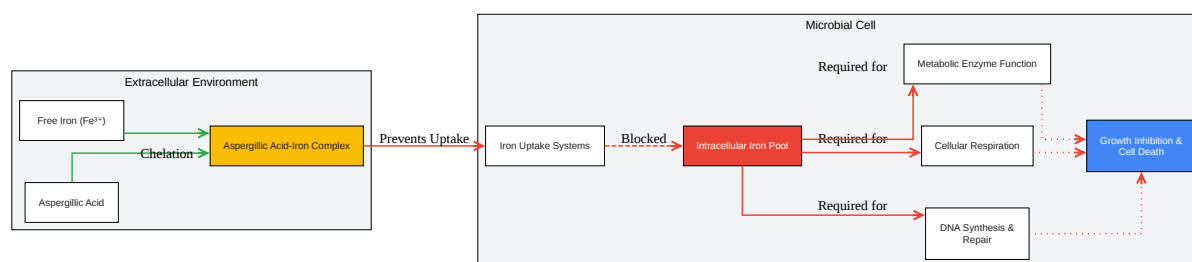 Microbial Cell
Extracellular Environment
Required for
Metabolic Enzyme Function
Free Iron (Fe³⁺)
Chelation
Aspergillic Acid-Iron Complex
Prevents Uptake
Iron Uptake Systems
Blocked
Intracellular Iron Pool
Required for
Cellular Respiration
Growth Inhibition &
Cell Death
Aspergillic Acid
Required for
DNA Synthesis &
Repair